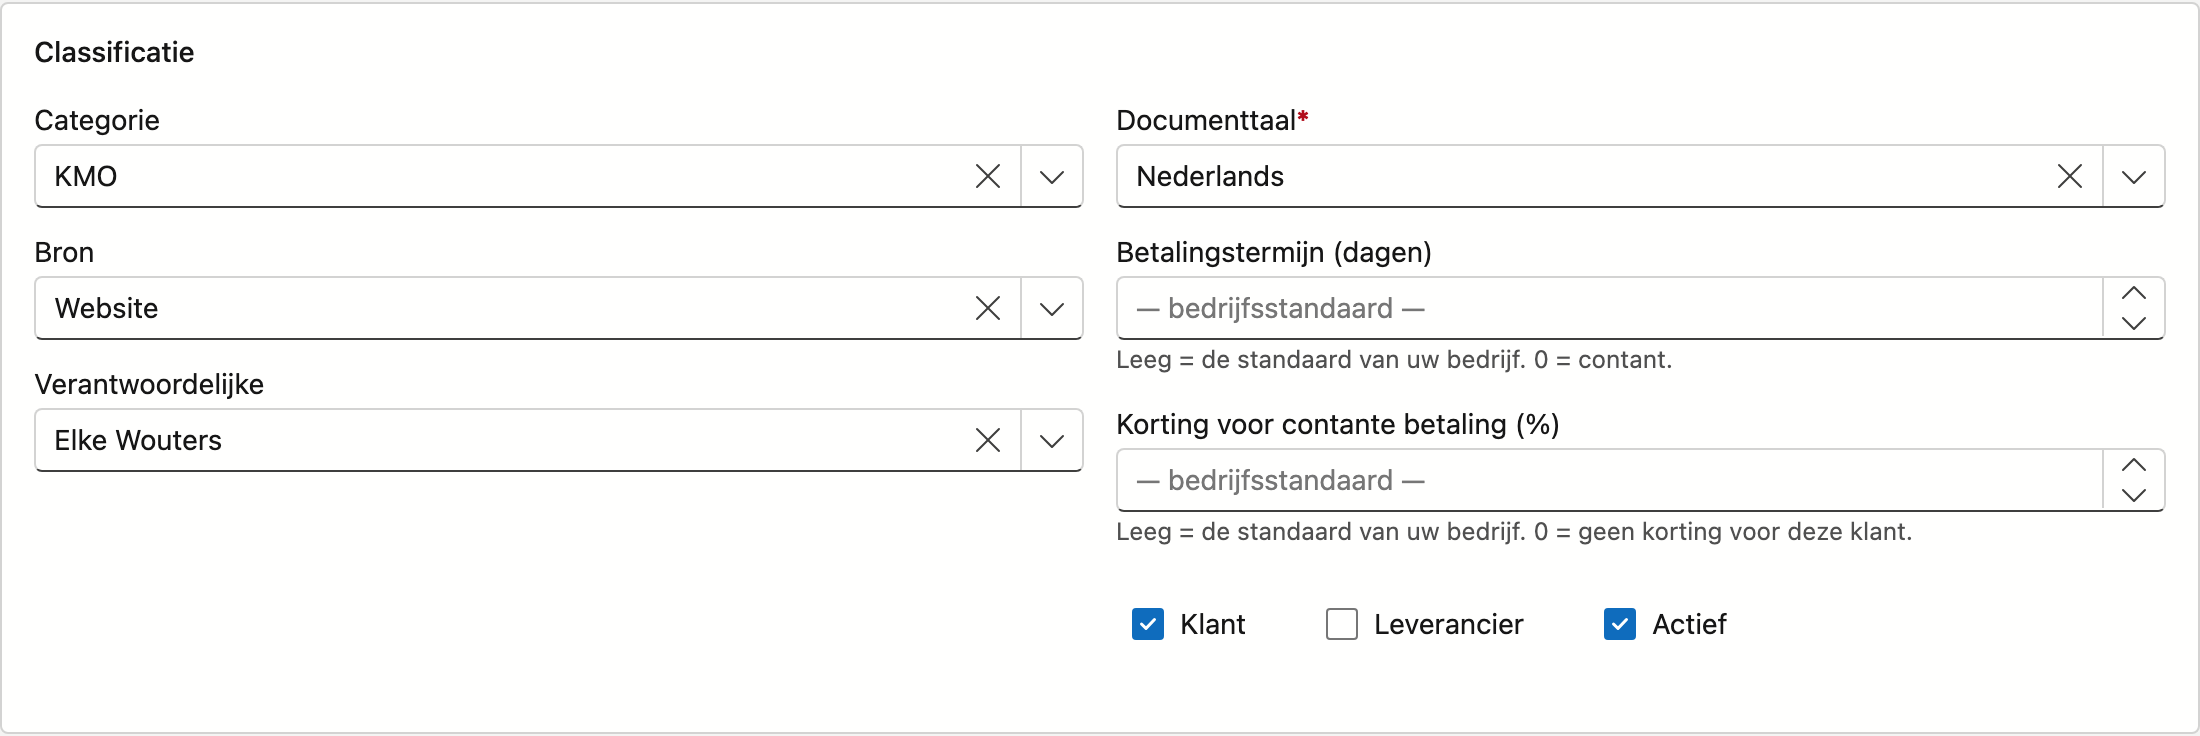 Classificatie
Categorie
KMO
Bron
Website
Verantwoordelijke
Elke Wouters
Documenttaal*
Nederlands
Betalingstermijn (dagen)
— bedrijfsstandaard —
Leeg = de standaard van uw bedrijf. 0 = contant.
Korting voor contante betaling (%)
— bedrijfsstandaard —
Leeg = de standaard van uw bedrijf. 0 = geen korting voor deze klant.
Klant Leverancier Actief